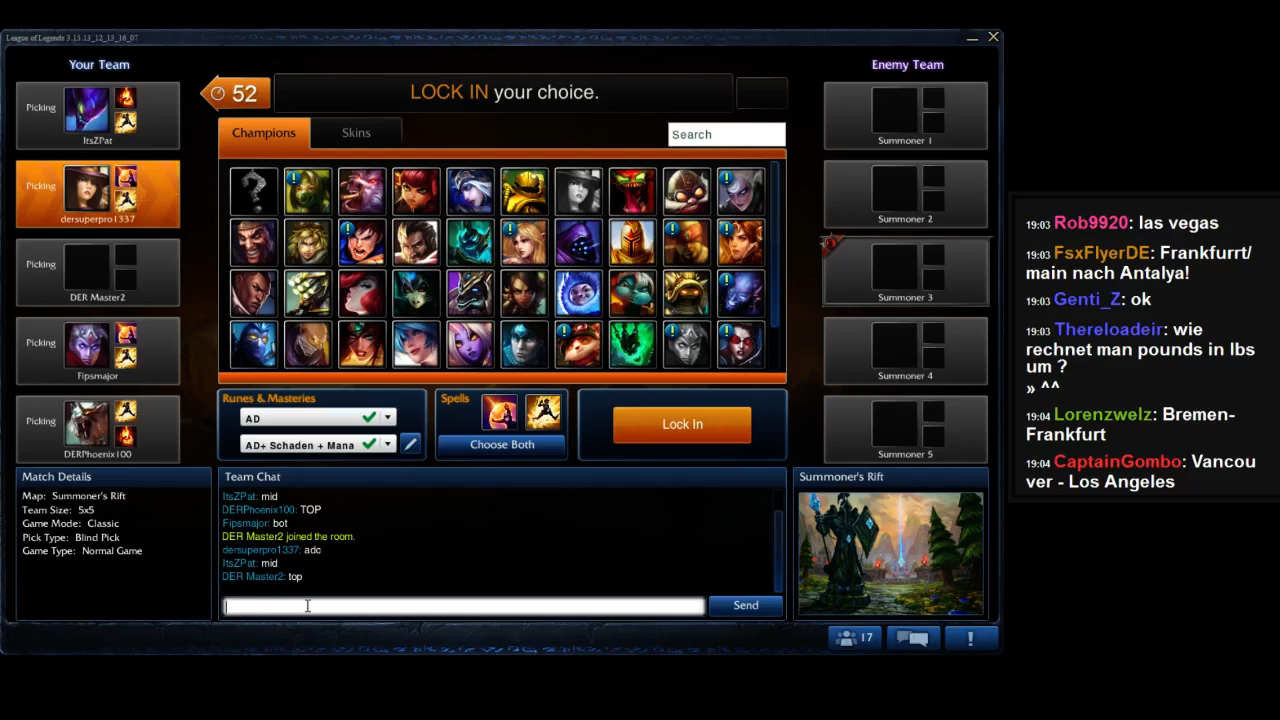 League of Legends 3.15.13_12_13_16_07
Your Team
Enemy Team
52
LOCK IN your choice.
Champions
Skins
Search
Picking
ItsZPat
Picking
dersuperpro1337
Picking
DER Master2
Picking
Fipsmajor
Picking
DERPhoenix100
Summoner 1
Summoner 2
Summoner 3
Summoner 4
Summoner 5
Runes & Masteries
AD
AD+ Schaden + Mana
Spells
Choose Both
Lock In
Match Details
Map: Summoner's Rift
Team Size: 5x5
Game Mode: Classic
Pick Type: Blind Pick
Game Type: Normal Game
Team Chat
ItsZPat: mid
DERPhoenix100: TOP
Fipsmajor: bot
DER Master2 joined the room.
dersuperpro1337: adc
ItsZPat: mid
DER Master2: top
Send
Summoner's Rift
17
19:03 Rob9920: las vegas
19:03 FsxFlyerDE: Frankfurrt/
main nach Antalya!
19:03 Genti_Z: ok
19:03 Thereloadeir: wie
rechnet man pounds in lbs
um ?
» ^^
19:04 Lorenzwelz: Bremen-
Frankfurt
19:04 CaptainGombo: Vancou
ver - Los Angeles